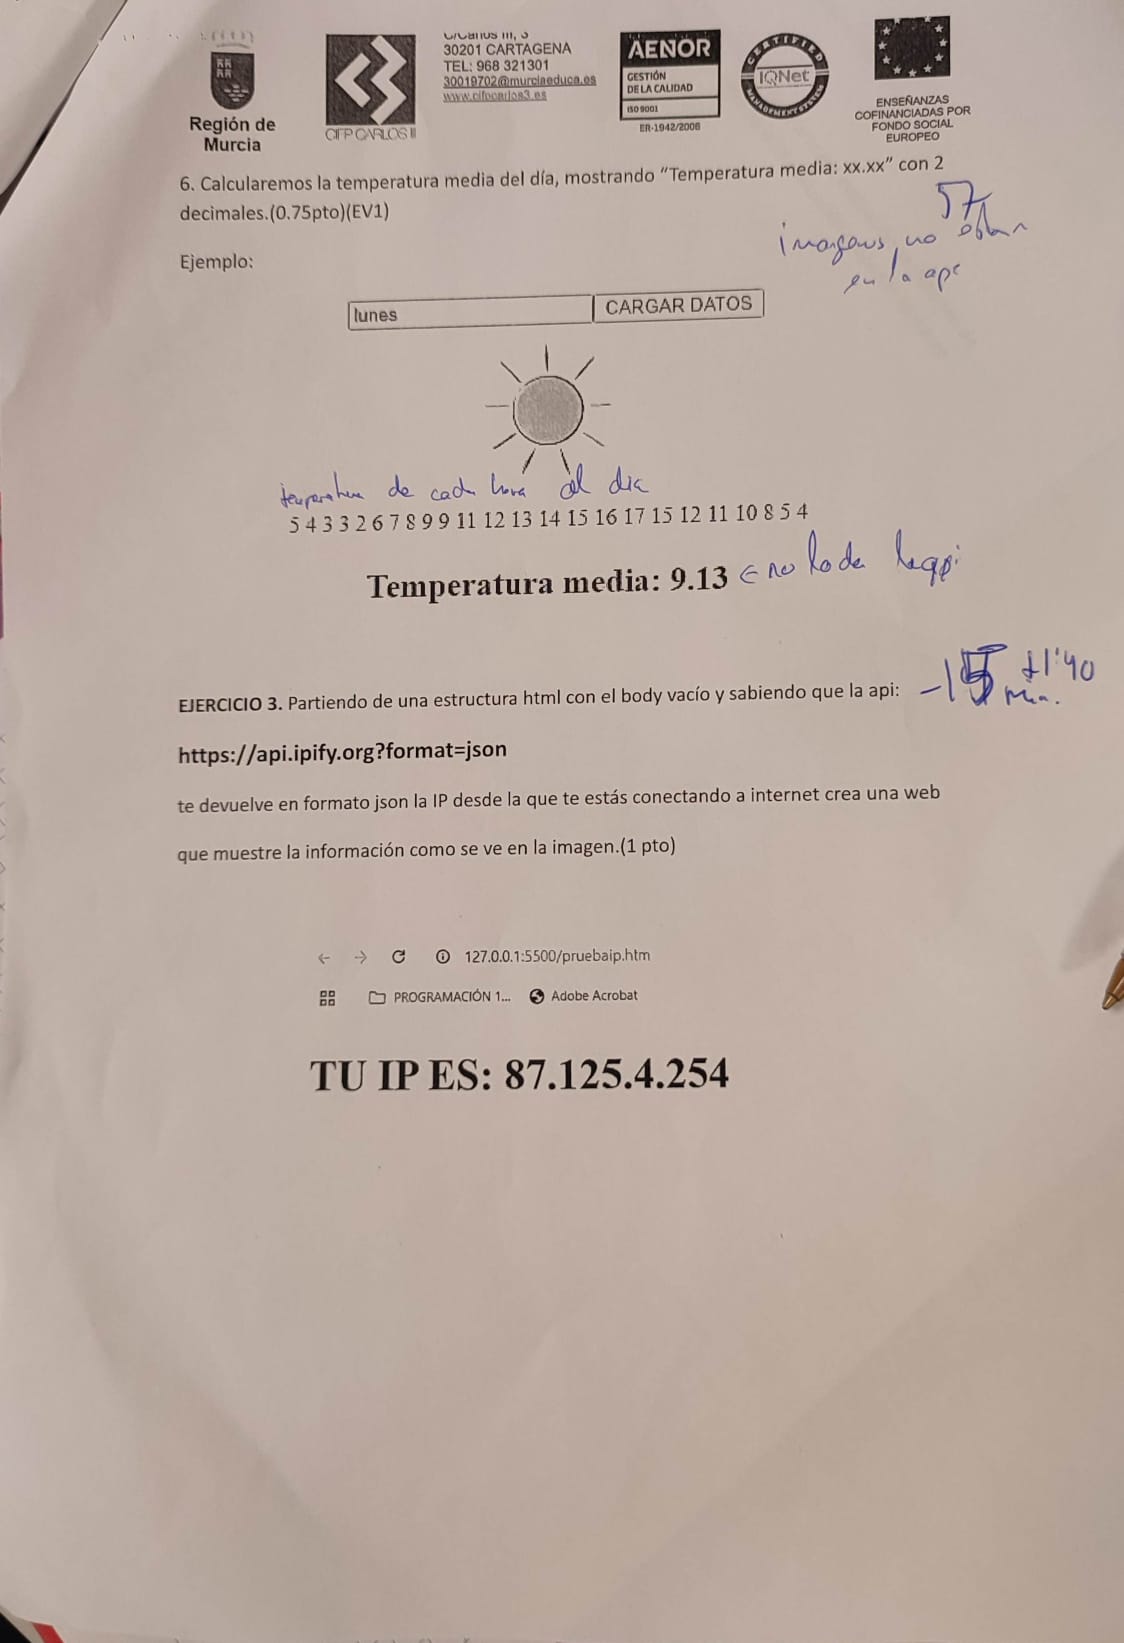 Región de
Murcia
CIFP CARLOS III
C/Carlos III, 3
30201 CARTAGENA
TEL: 968 321301
30019702@murciaeduca.es
www.cifpcarlos3.es
AENOR
GESTIÓN
DE LA CALIDAD
ISO 9001
ER-1942/2006
CERTIFIED
IQNet
MANAGEMENT SYSTEM
ENSEÑANZAS
COFINANCIADAS POR
FONDO SOCIAL
EUROPEO
6. Calcularemos la temperatura media del día, mostrando “Temperatura media: xx.xx” con 2
decimales.(0.75pto)(EV1)
57
imagenes, no estan
en la api
Ejemplo:
lunes
CARGAR DATOS
temperatura de cada hora al dia
5 4 3 3 2 6 7 8 9 9 11 12 13 14 15 16 17 15 12 11 10 8 5 4
Temperatura media: 9.13 ← no lo da la api
EJERCICIO 3. Partiendo de una estructura html con el body vacío y sabiendo que la api:
-15 min.
1'40
https://api.ipify.org?format=json
te devuelve en formato json la IP desde la que te estás conectando a internet crea una web
que muestre la información como se ve en la imagen.(1 pto)
127.0.0.1:5500/pruebaip.htm
PROGRAMACIÓN 1...
Adobe Acrobat
TU IP ES: 87.125.4.254